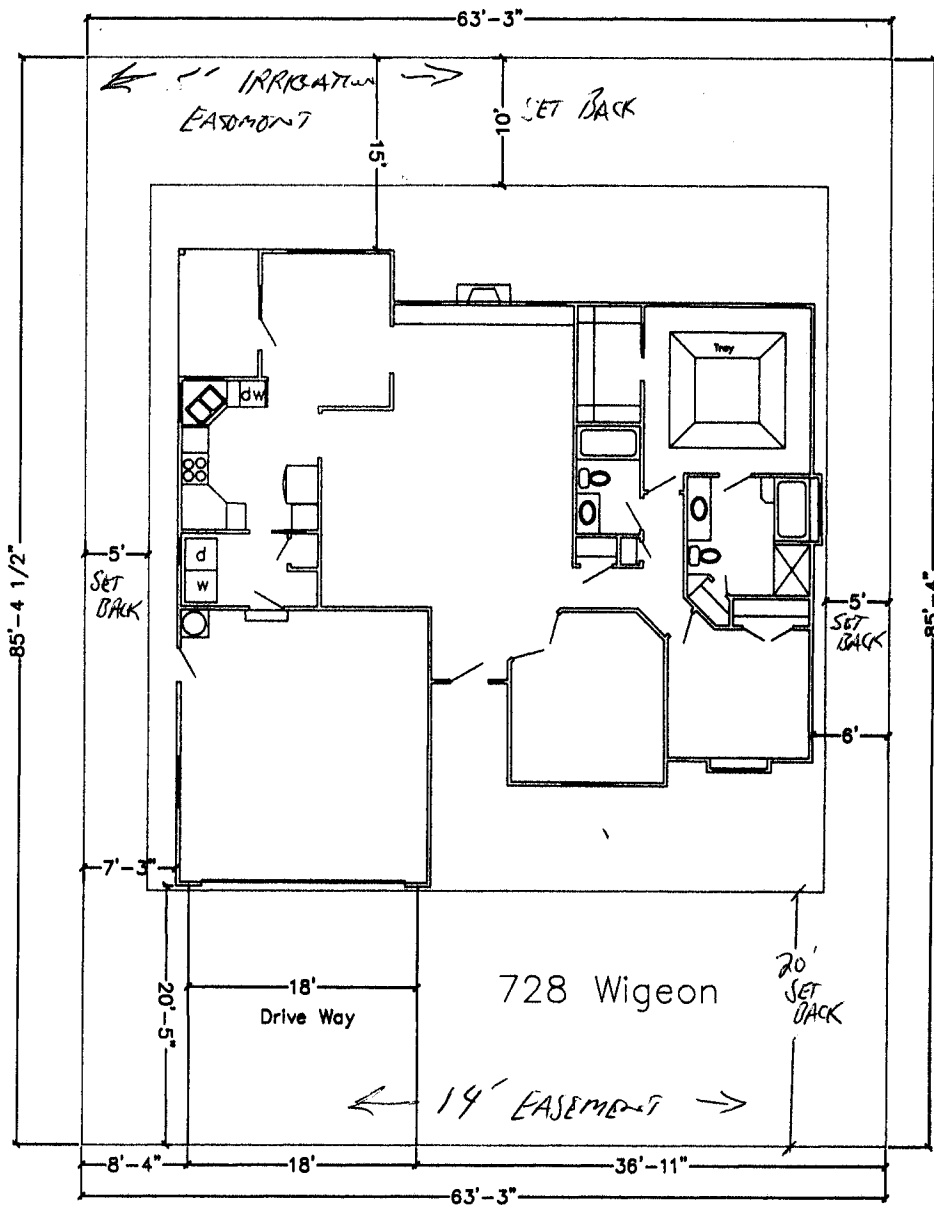 63'-3"
IRRIGATION
EASEMENT
15'
10'
SET BACK
Tray
dw
d
w
85'-4 1/2"
5'
SET
BACK
5'
SET
BACK
85'-4"
6'
7'-3"
20'-5"
18'
Drive Way
728 Wigeon
20'
SET
BACK
14' EASEMENT
8'-4"
18'
36'-11"
63'-3"